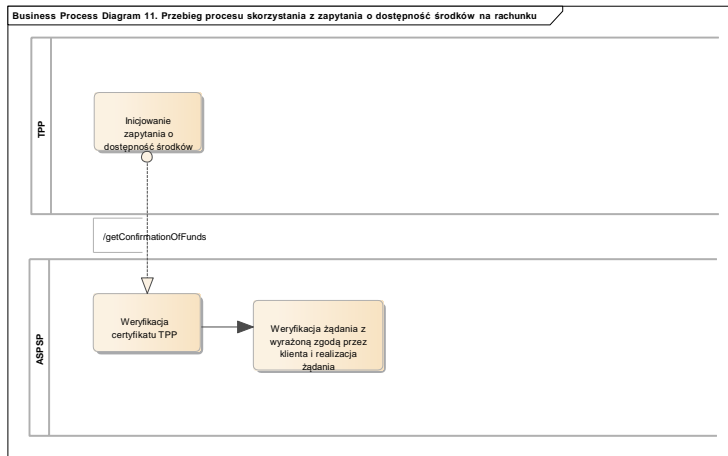 Business Process Diagram 11. Przebieg procesu skorzystania z zapytania o dostępność środków na rachunku
TPP
Inicjowanie
zapytania o
dostępność środków
/getConfirmationOfFunds
ASPSP
Weryfikacja
certyfikatu TPP
Weryfikacja żądania z
wyrażoną zgodą przez
klienta i realizacja
żądania